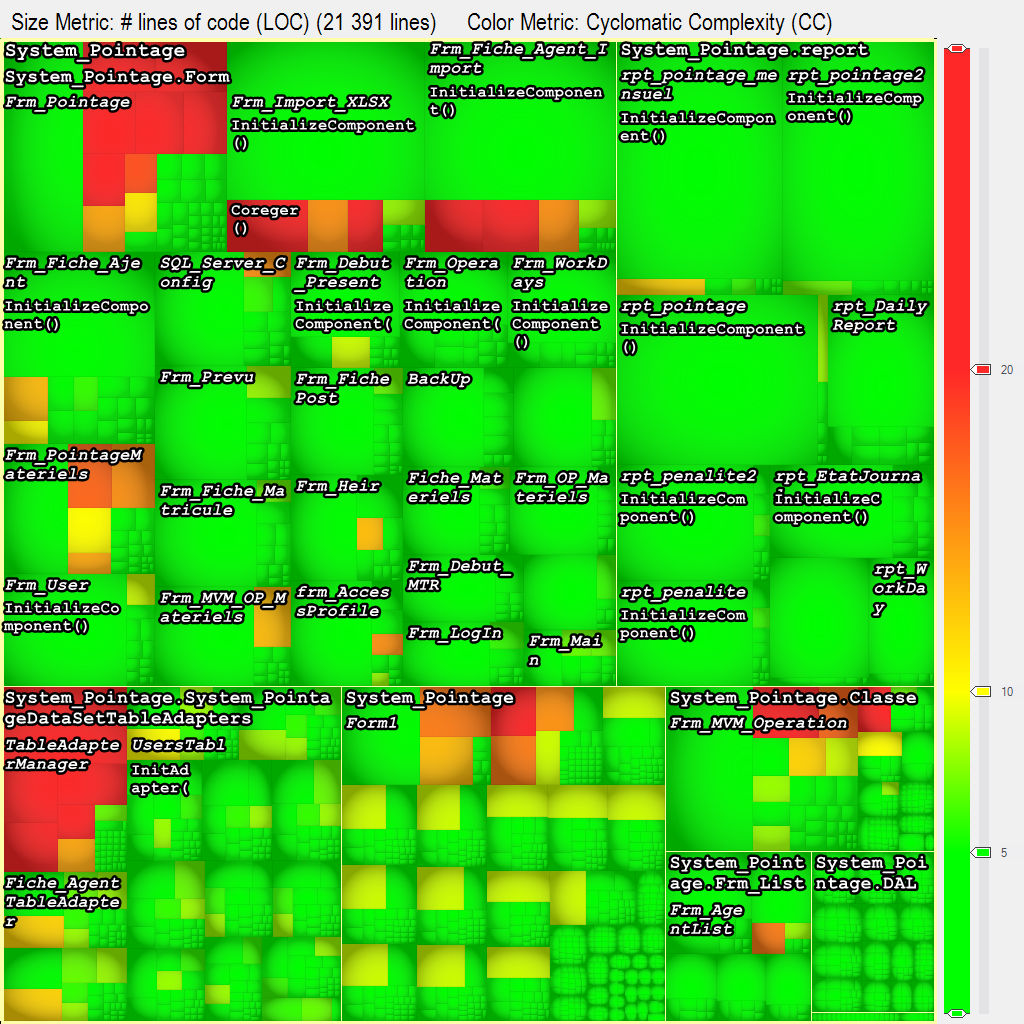 Size Metric: # lines of code (LOC) (21 391 lines) Color Metric: Cyclomatic Complexity (CC)
System_Pointage
System_Pointage.Form
Frm_Pointage
Frm_Import_XLSX
InitializeComponent
()
Coreger
()
Frm_Fiche_Agent_I
mport
InitializeComponen
t()
System_Pointage.report
rpt_pointage_me
nsuel
InitializeCompon
ent()
rpt_pointage2
InitializeComp
onent()
Frm_Fiche_Aje
nt
InitializeCompo
nent()
SQL_Server_C
onfig
Frm_Debut
_Present
Initialize
Component(
Frm_Opera
tion
Initialize
Component(
Frm_WorkD
ays
Initialize
Component
()
rpt_pointage
InitializeComponent
()
rpt_Daily
Report
Frm_Prevu
Frm_Fiche
Post
BackUp
Frm_PointageM
ateriels
Frm_Fiche_Ma
tricule
Frm_Heir
Fiche_Mat
eriels
Frm_OP_Ma
teriels
rpt_penalite2
InitializeCom
ponent()
rpt_EtatJourna
InitializeC
omponent()
Frm_User
InitializeCo
mponent()
Frm_MVM_OP_M
ateriels
frm_Acces
sProfile
Frm_Debut_
MTR
Frm_LogIn
Frm_Mai
n
rpt_penalite
InitializeCom
ponent()
rpt_W
orkDa
y
System_Pointage.System_Pointa
geDataSetTableAdapters
TableAdapte
rManager
UsersTabl
InitAd
apter(
Fiche_Agent
TableAdapte
r
System_Pointage
Form1
System_Pointage.Classe
Frm_MVM_Operation
System_Point
age.Frm_List
Frm_Age
ntList
System_Poi
ntage.DAL
20
10
5